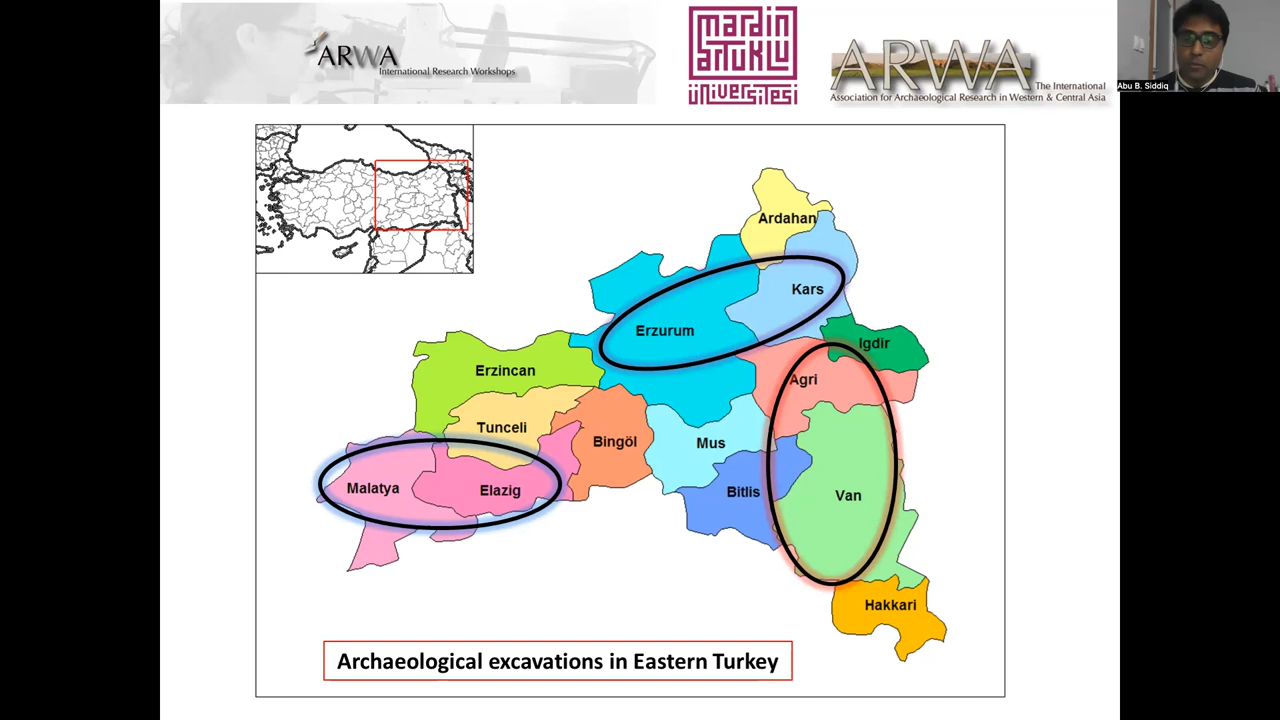 ARWA
International Research Workshops
mardin
artuklu
üniversitesi
ARWA
The International
Association for Archaeological Research in Western & Central Asia
Abu B. Siddiq
Ardahan
Kars
Erzurum
Igdir
Erzincan
Agri
Tunceli
Bingöl
Mus
Malatya
Elazig
Bitlis
Van
Hakkari
Archaeological excavations in Eastern Turkey